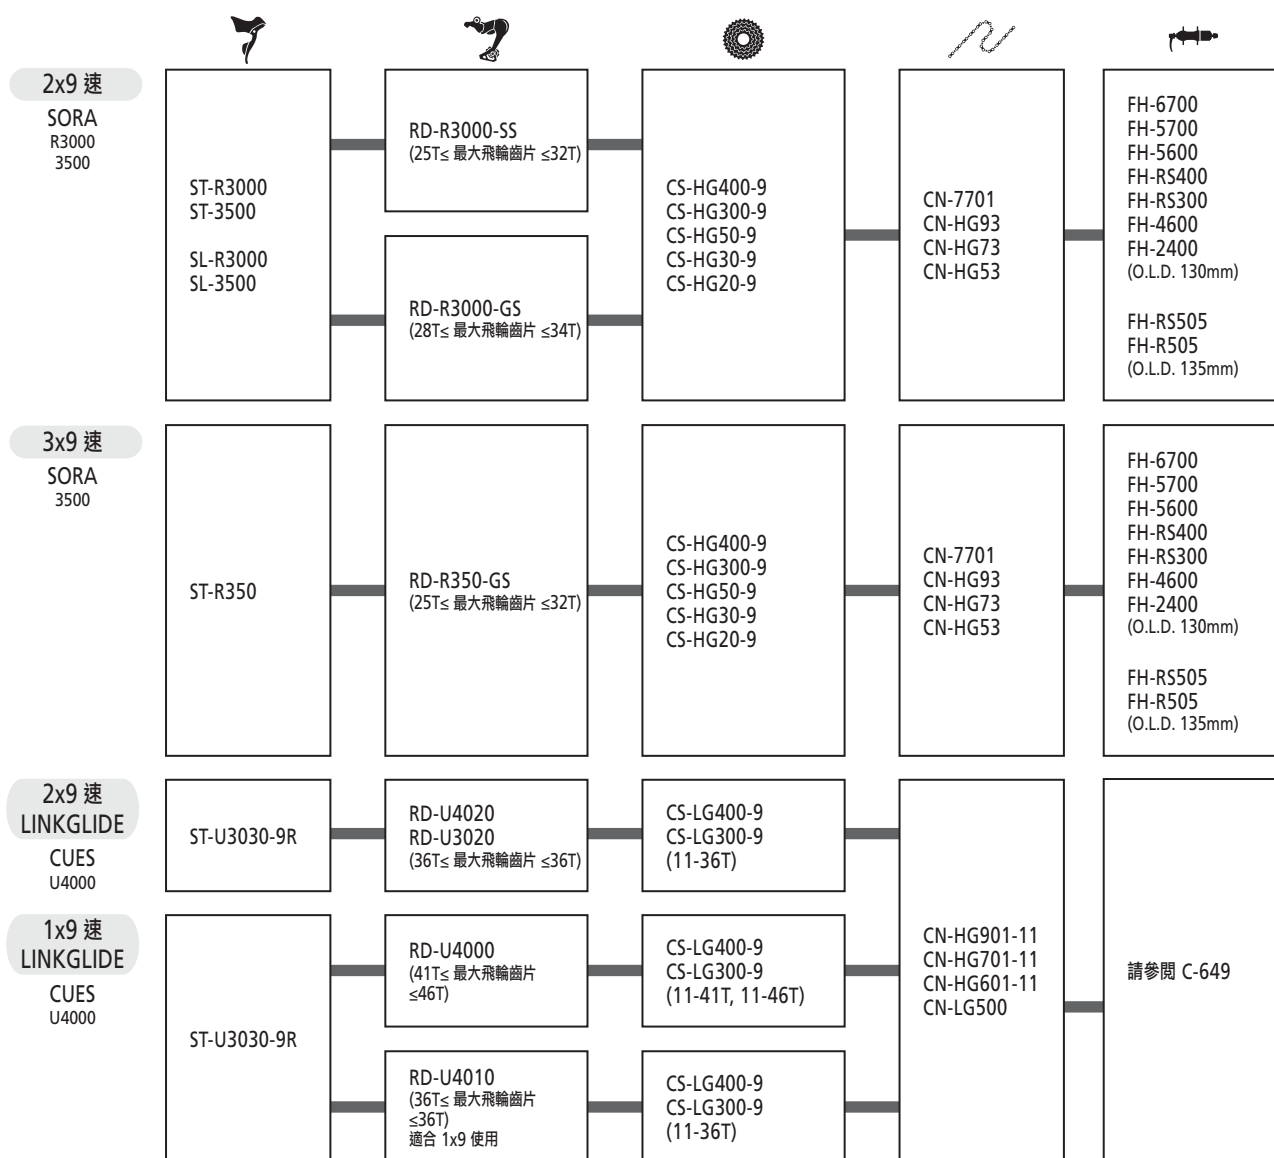 2x9 速
SORA
R3000
3500
ST-R3000
ST-3500
SL-R3000
SL-3500
RD-R3000-SS
(25T≤ 最大飛輪齒片 ≤32T)
RD-R3000-GS
(28T≤ 最大飛輪齒片 ≤34T)
CS-HG400-9
CS-HG300-9
CS-HG50-9
CS-HG30-9
CS-HG20-9
CN-7701
CN-HG93
CN-HG73
CN-HG53
FH-6700
FH-5700
FH-5600
FH-RS400
FH-RS300
FH-4600
FH-2400
(O.L.D. 130mm)
FH-RS505
FH-R505
(O.L.D. 135mm)
3x9 速
SORA
3500
ST-R350
RD-R350-GS
(25T≤ 最大飛輪齒片 ≤32T)
CS-HG400-9
CS-HG300-9
CS-HG50-9
CS-HG30-9
CS-HG20-9
CN-7701
CN-HG93
CN-HG73
CN-HG53
FH-6700
FH-5700
FH-5600
FH-RS400
FH-RS300
FH-4600
FH-2400
(O.L.D. 130mm)
FH-RS505
FH-R505
(O.L.D. 135mm)
2x9 速
LINKGLIDE
CUES
U4000
ST-U3030-9R
RD-U4020
RD-U3020
(36T≤ 最大飛輪齒片 ≤36T)
CS-LG400-9
CS-LG300-9
(11-36T)
1x9 速
LINKGLIDE
CUES
U4000
ST-U3030-9R
RD-U4000
(41T≤ 最大飛輪齒片
≤46T)
CS-LG400-9
CS-LG300-9
(11-41T, 11-46T)
RD-U4010
(36T≤ 最大飛輪齒片
≤36T)
適合 1x9 使用
CS-LG400-9
CS-LG300-9
(11-36T)
CN-HG901-11
CN-HG701-11
CN-HG601-11
CN-LG500
請參閱 C-649